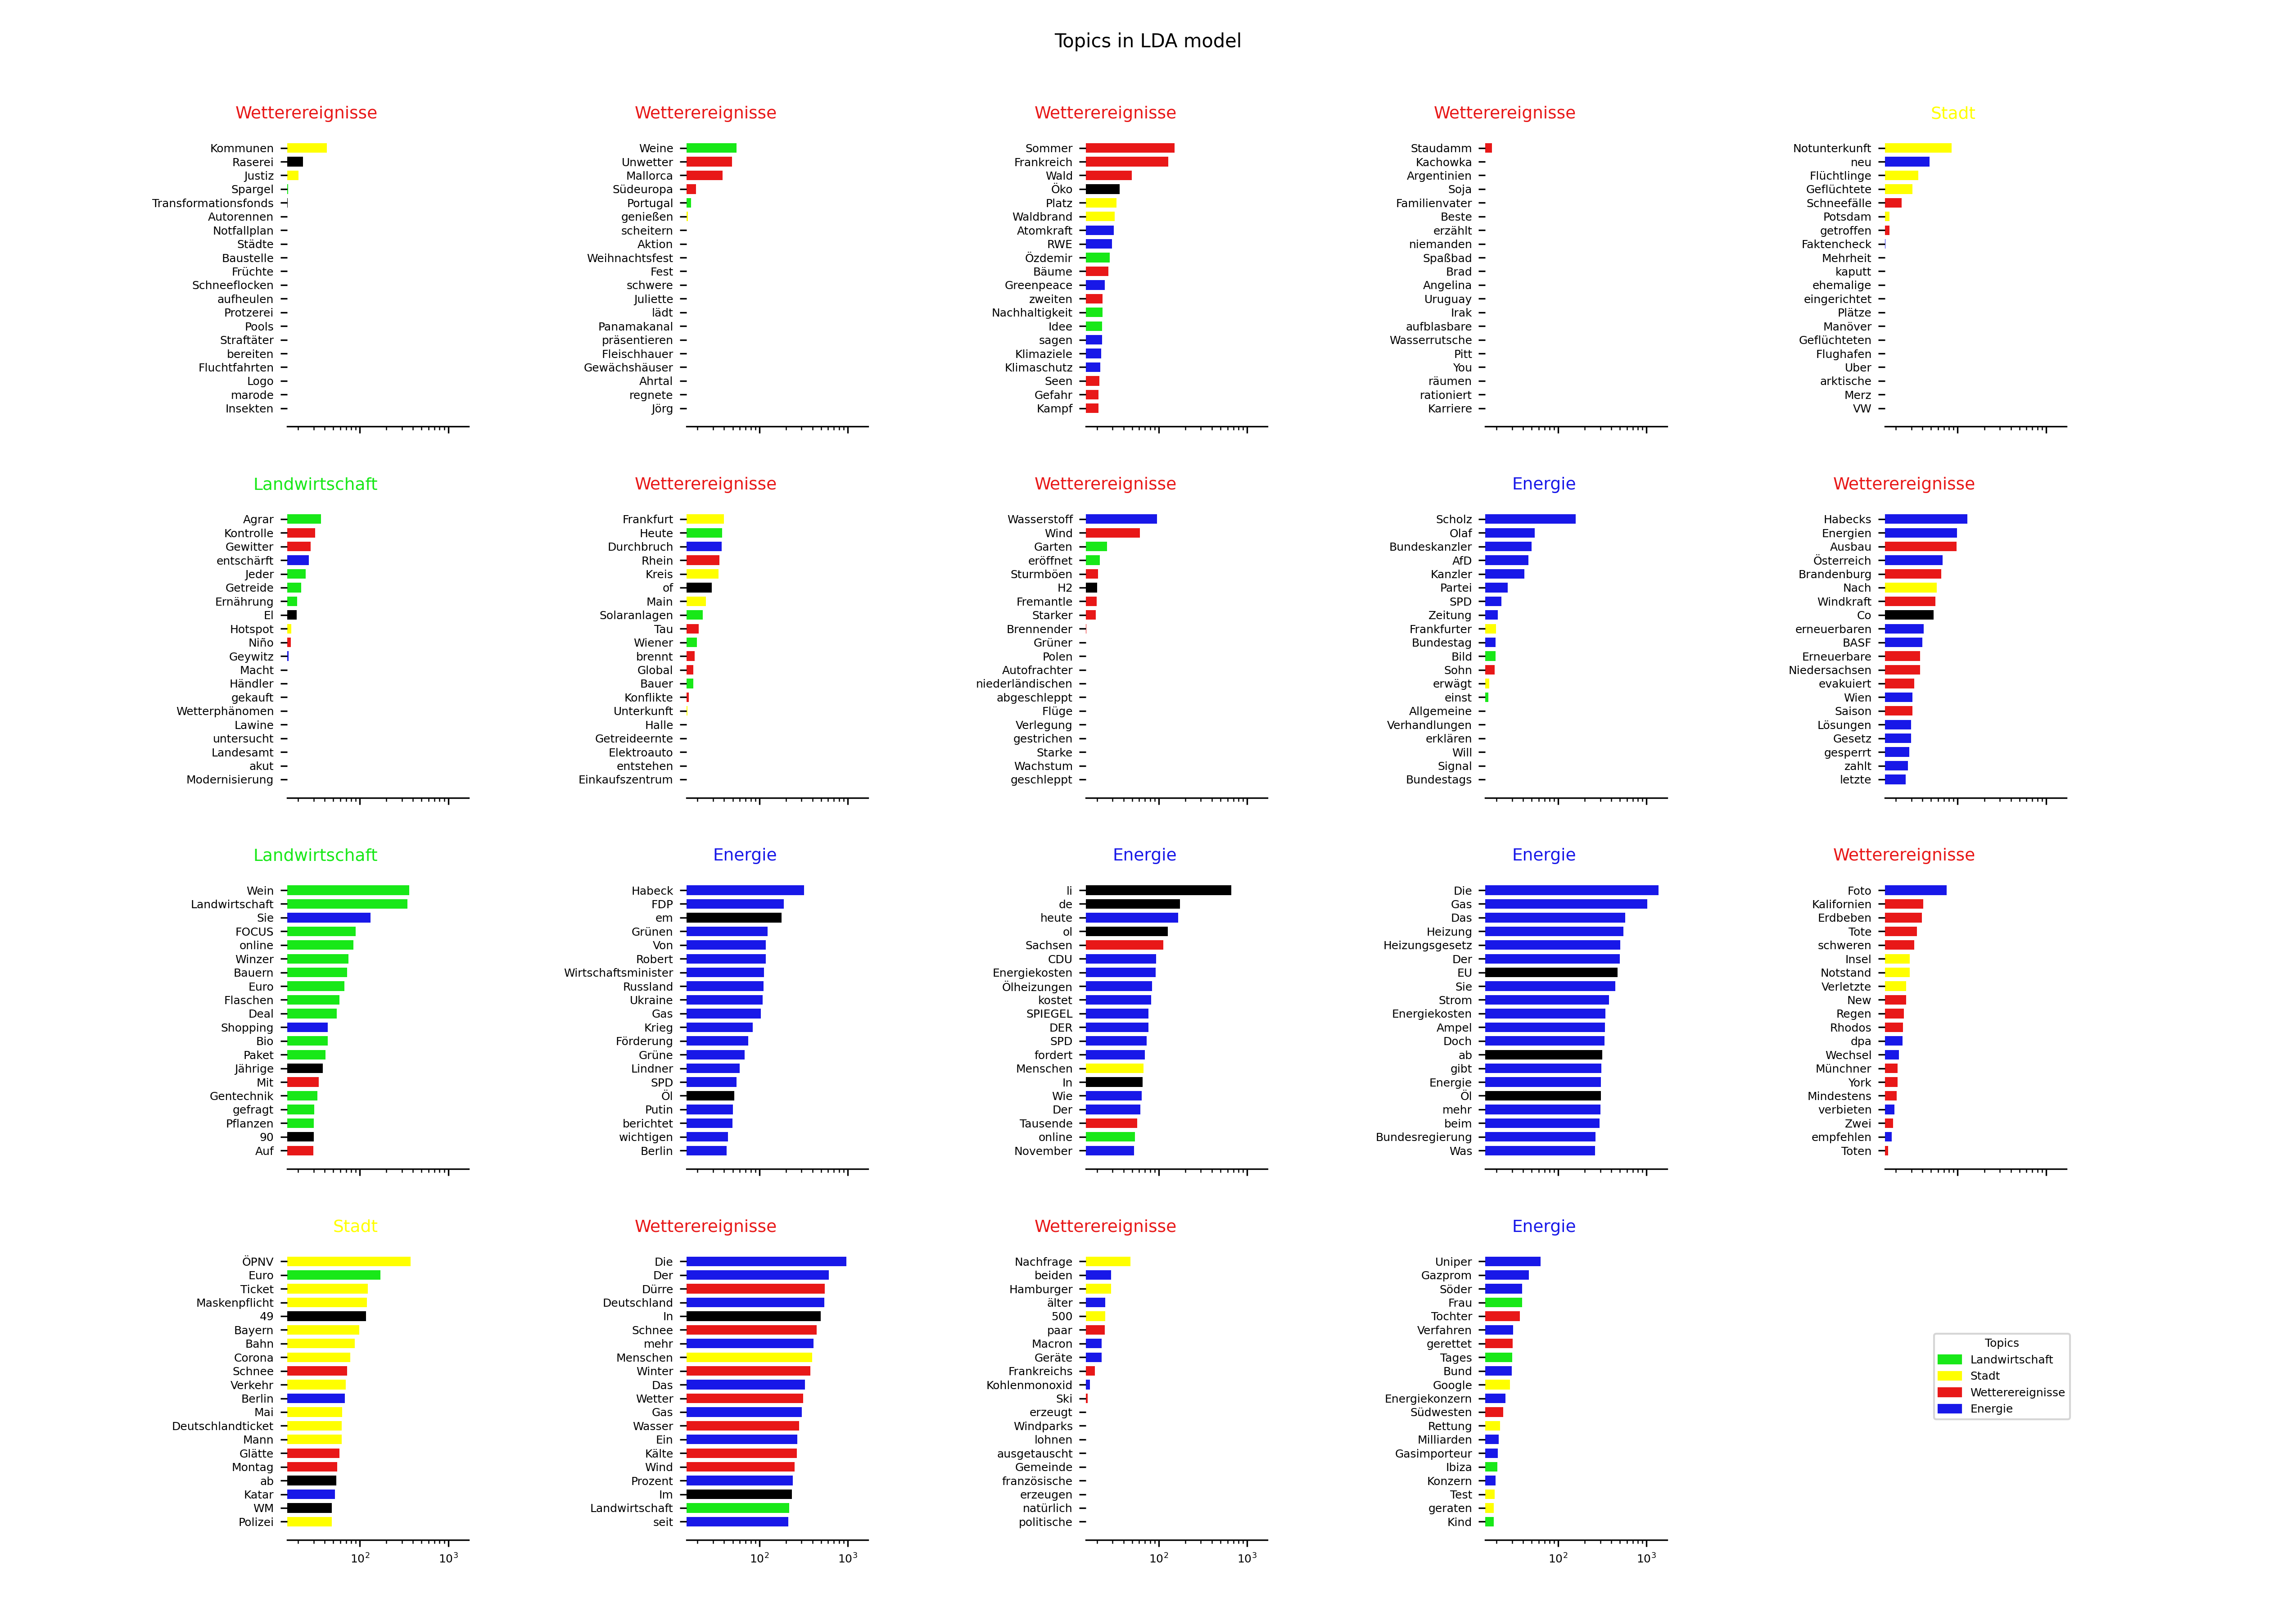 Topics in LDA model
Wetterereignisse
Kommunen
Raserei
Justiz
Spargel
Transformationsfonds
Autorennen
Notfallplan
Städte
Baustelle
Früchte
Schneeflocken
aufheulen
Protzerei
Pools
Straftäter
bereiten
Fluchtfahrten
Logo
marode
Insekten
Wetterereignisse
Weine
Unwetter
Mallorca
Südeuropa
Portugal
genießen
scheitern
Aktion
Weihnachtsfest
Fest
schwere
Juliette
lädt
Panamakanal
präsentieren
Fleischhauer
Gewächshäuser
Ahrtal
regnete
Jörg
Wetterereignisse
Sommer
Frankreich
Wald
Öko
Platz
Waldbrand
Atomkraft
RWE
Özdemir
Bäume
Greenpeace
zweiten
Nachhaltigkeit
Idee
sagen
Klimaziele
Klimaschutz
Seen
Gefahr
Kampf
Wetterereignisse
Staudamm
Kachowka
Argentinien
Soja
Familienvater
Beste
erzählt
niemanden
Spaßbad
Brad
Angelina
Uruguay
Irak
aufblasbare
Wasserrutsche
Pitt
You
räumen
rationiert
Karriere
Stadt
Notunterkunft
neu
Flüchtlinge
Geflüchtete
Schneefälle
Potsdam
getroffen
Faktencheck
Mehrheit
kaputt
ehemalige
eingerichtet
Plätze
Manöver
Geflüchteten
Flughafen
Uber
arktische
Merz
VW
Landwirtschaft
Agrar
Kontrolle
Gewitter
entschärft
Jeder
Getreide
Ernährung
El
Hotspot
Niño
Geywitz
Macht
Händler
gekauft
Wetterphänomen
Lawine
untersucht
Landesamt
akut
Modernisierung
Wetterereignisse
Frankfurt
Heute
Durchbruch
Rhein
Kreis
of
Main
Solaranlagen
Tau
Wiener
brennt
Global
Bauer
Konflikte
Unterkunft
Halle
Getreideernte
Elektroauto
entstehen
Einkaufszentrum
Wetterereignisse
Wasserstoff
Wind
Garten
eröffnet
Sturmböen
H2
Fremantle
Starker
Brennender
Grüner
Polen
Autofrachter
niederländischen
abgeschleppt
Flüge
Verlegung
gestrichen
Starke
Wachstum
geschleppt
Energie
Scholz
Olaf
Bundeskanzler
AfD
Kanzler
Partei
SPD
Zeitung
Frankfurter
Bundestag
Bild
Sohn
erwägt
einst
Allgemeine
Verhandlungen
erklären
Will
Signal
Bundestags
Wetterereignisse
Habecks
Energien
Ausbau
Österreich
Brandenburg
Nach
Windkraft
Co
erneuerbaren
BASF
Erneuerbare
Niedersachsen
evakuiert
Wien
Saison
Lösungen
Gesetz
gesperrt
zahlt
letzte
Landwirtschaft
Wein
Landwirtschaft
Sie
FOCUS
online
Winzer
Bauern
Euro
Flaschen
Deal
Shopping
Bio
Paket
Jährige
Mit
Gentechnik
gefragt
Pflanzen
90
Auf
Energie
Habeck
FDP
em
Grünen
Von
Robert
Wirtschaftsminister
Russland
Ukraine
Gas
Krieg
Förderung
Grüne
Lindner
SPD
Öl
Putin
berichtet
wichtigen
Berlin
Energie
li
de
heute
ol
Sachsen
CDU
Energiekosten
Ölheizungen
kostet
SPIEGEL
DER
SPD
fordert
Menschen
In
Wie
Der
Tausende
online
November
Energie
Die
Gas
Das
Heizung
Heizungsgesetz
Der
EU
Sie
Strom
Energiekosten
Ampel
Doch
ab
gibt
Energie
Öl
mehr
beim
Bundesregierung
Was
Wetterereignisse
Foto
Kalifornien
Erdbeben
Tote
schweren
Insel
Notstand
Verletzte
New
Regen
Rhodos
dpa
Wechsel
Münchner
York
Mindestens
verbieten
Zwei
empfehlen
Toten
Stadt
ÖPNV
Euro
Ticket
Maskenpflicht
49
Bayern
Bahn
Corona
Schnee
Verkehr
Berlin
Mai
Deutschlandticket
Mann
Glätte
Montag
ab
Katar
WM
Polizei
10²
10³
Wetterereignisse
Die
Der
Dürre
Deutschland
In
Schnee
mehr
Menschen
Winter
Das
Wetter
Gas
Wasser
Ein
Kälte
Wind
Prozent
Im
Landwirtschaft
seit
10²
10³
Wetterereignisse
Nachfrage
beiden
Hamburger
älter
500
paar
Macron
Geräte
Frankreichs
Kohlenmonoxid
Ski
erzeugt
Windparks
lohnen
ausgetauscht
Gemeinde
französische
erzeugen
natürlich
politische
10²
10³
Energie
Uniper
Gazprom
Söder
Frau
Tochter
Verfahren
gerettet
Tages
Bund
Google
Energiekonzern
Südwesten
Rettung
Milliarden
Gasimporteur
Ibiza
Konzern
Test
geraten
Kind
10²
10³
Topics
Landwirtschaft
Stadt
Wetterereignisse
Energie